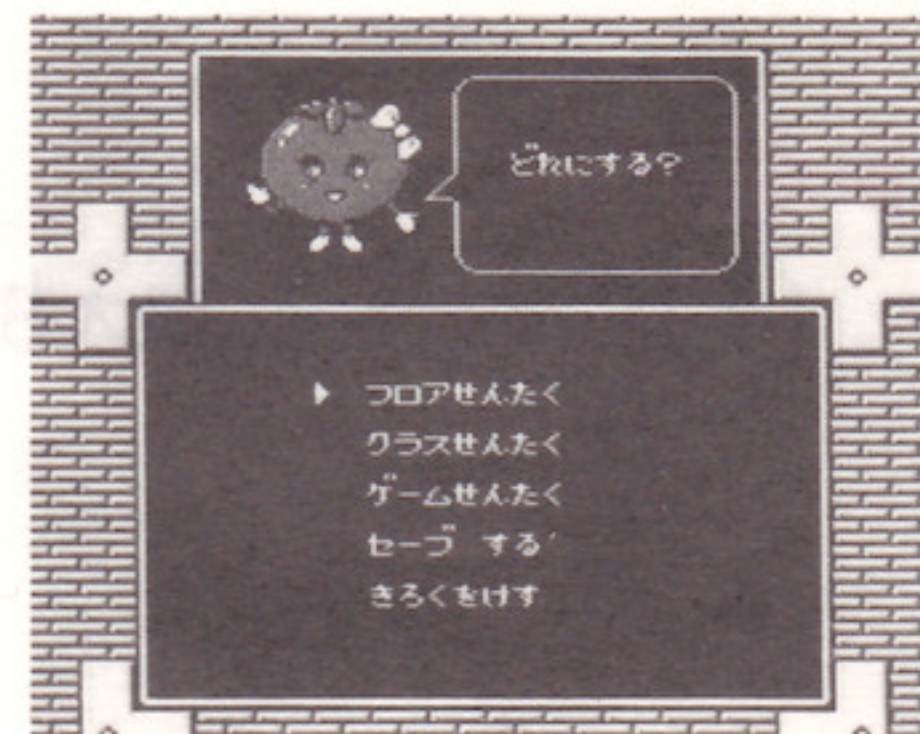 どれにする?
フロアせんたく
クラスせんたく
ゲームせんたく
セーブ する
きろくをけす